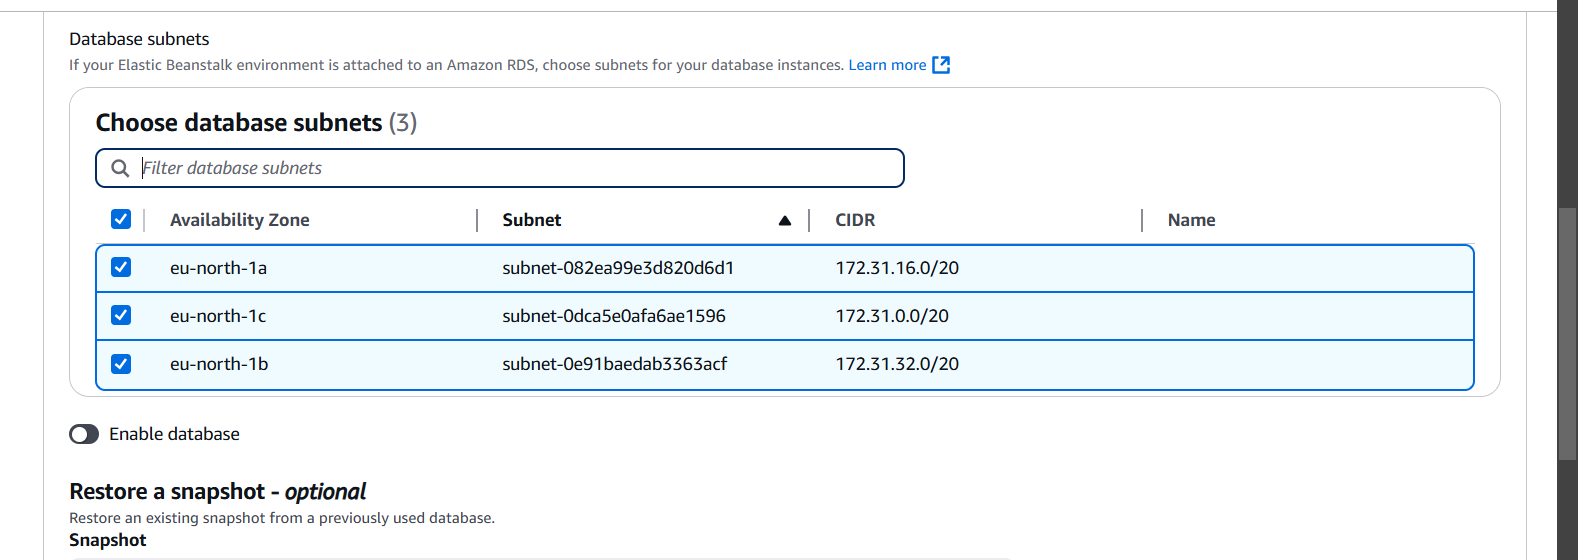 Database subnets
If your Elastic Beanstalk environment is attached to an Amazon RDS, choose subnets for your database instances. Learn more
Choose database subnets (3)
Filter database subnets
Availability Zone Subnet CIDR Name
eu-north-1a subnet-082ea99e3d820d6d1 172.31.16.0/20
eu-north-1c subnet-0dca5e0afa6ae1596 172.31.0.0/20
eu-north-1b subnet-0e91baedab3363acf 172.31.32.0/20
Enable database
Restore a snapshot - optional
Restore an existing snapshot from a previously used database.
Snapshot